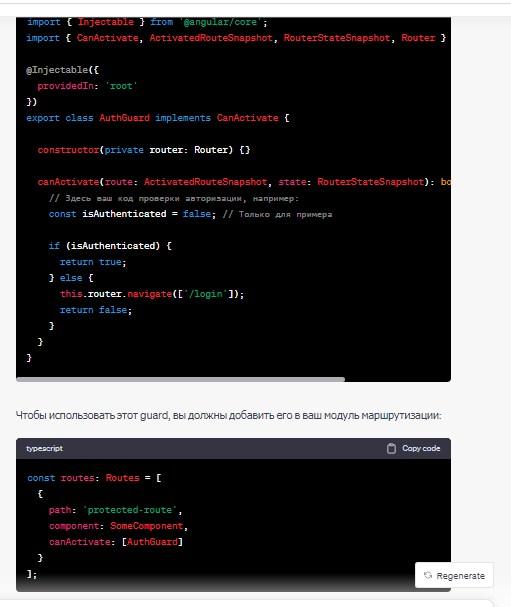 import { Injectable } from '@angular/core';
import { CanActivate, ActivatedRouteSnapshot, RouterStateSnapshot, Router }
@Injectable({
  providedIn: 'root'
})
export class AuthGuard implements CanActivate {
  constructor(private router: Router) {}
  canActivate(route: ActivatedRouteSnapshot, state: RouterStateSnapshot): bo
    // Здесь ваш код проверки авторизации, например:
    const isAuthenticated = false; // Только для примера
    if (isAuthenticated) {
      return true;
    } else {
      this.router.navigate(['/login']);
      return false;
    }
  }
}
Чтобы использовать этот guard, вы должны добавить его в ваш модуль маршрутизации:
typescript Copy code
const routes: Routes = [
  {
    path: 'protected-route',
    component: SomeComponent,
    canActivate: [AuthGuard]
  }
];
Regenerate